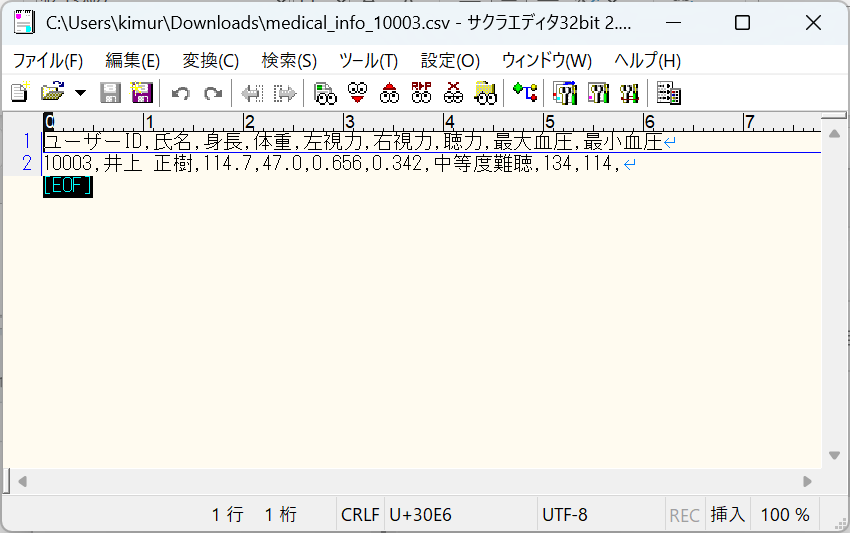 C:\Users\kimur\Downloads\medical_info_10003.csv - サクラエディタ32bit 2....
ファイル(F) 編集(E) 変換(C) 検索(S) ツール(T) 設定(O) ウィンドウ(W) ヘルプ(H)
0 1 2 3 4 5 6 7
1 ユーザーID,氏名,身長,体重,左視力,右視力,聴力,最大血圧,最小血圧↵
2 10003,井上 正樹,114.7,47.0,0.656,0.342,中等度難聴,134,114,↵
[EOF]
1 行 1 桁 CRLF U+30E6 UTF-8 REC 挿入 100 %